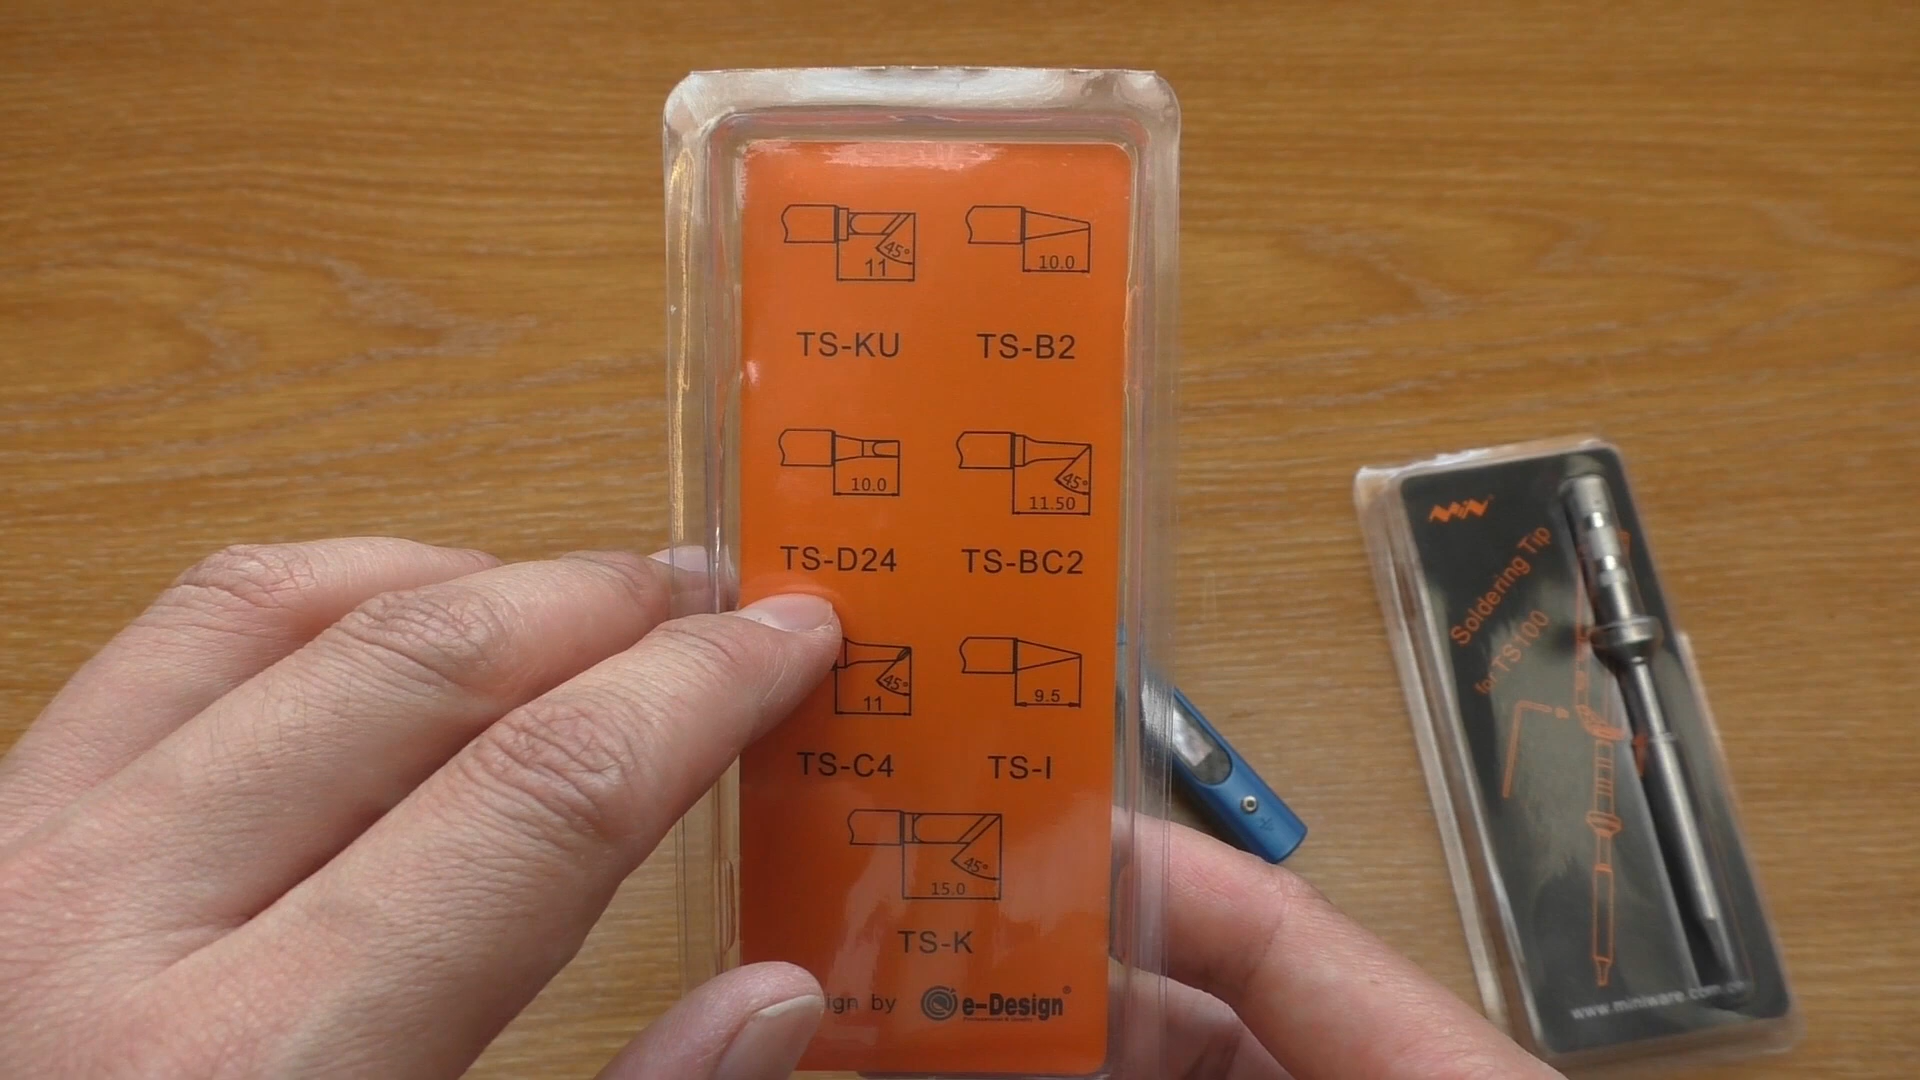 45°
11
10.0
TS-KU
TS-B2
10.0
45°
11.50
TS-D24
TS-BC2
45°
11
9.5
TS-C4
TS-I
45°
15.0
TS-K
ign by e-Design®
MINI
Soldering Tip
for TS100
www.miniware.com.cn